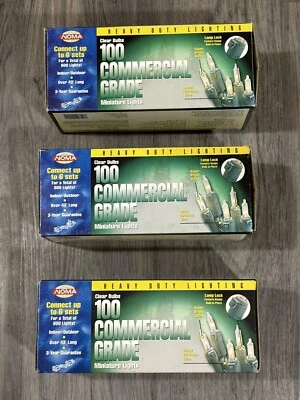 HEAVY DUTY LIGHTING
NOMA
Connect up
to 6 sets
For a Total of
600 Lights!
Indoor/Outdoor
Over 43' Long
3-Year Guarantee
Clear Bulbs
100
COMMERCIAL
GRADE
Miniature Lights
Lamp Lock
HEAVY DUTY LIGHTING
NOMA
Connect up
to 6 sets
For a Total of
600 Lights!
Indoor/Outdoor
Over 43' Long
3-Year Guarantee
Clear Bulbs
100
COMMERCIAL
GRADE
Miniature Lights
Lamp Lock
HEAVY DUTY LIGHTING
NOMA
Connect up
to 6 sets
For a Total of
600 Lights!
Indoor/Outdoor
Over 43' Long
3-Year Guarantee
Clear Bulbs
100
COMMERCIAL
GRADE
Miniature Lights
Lamp Lock